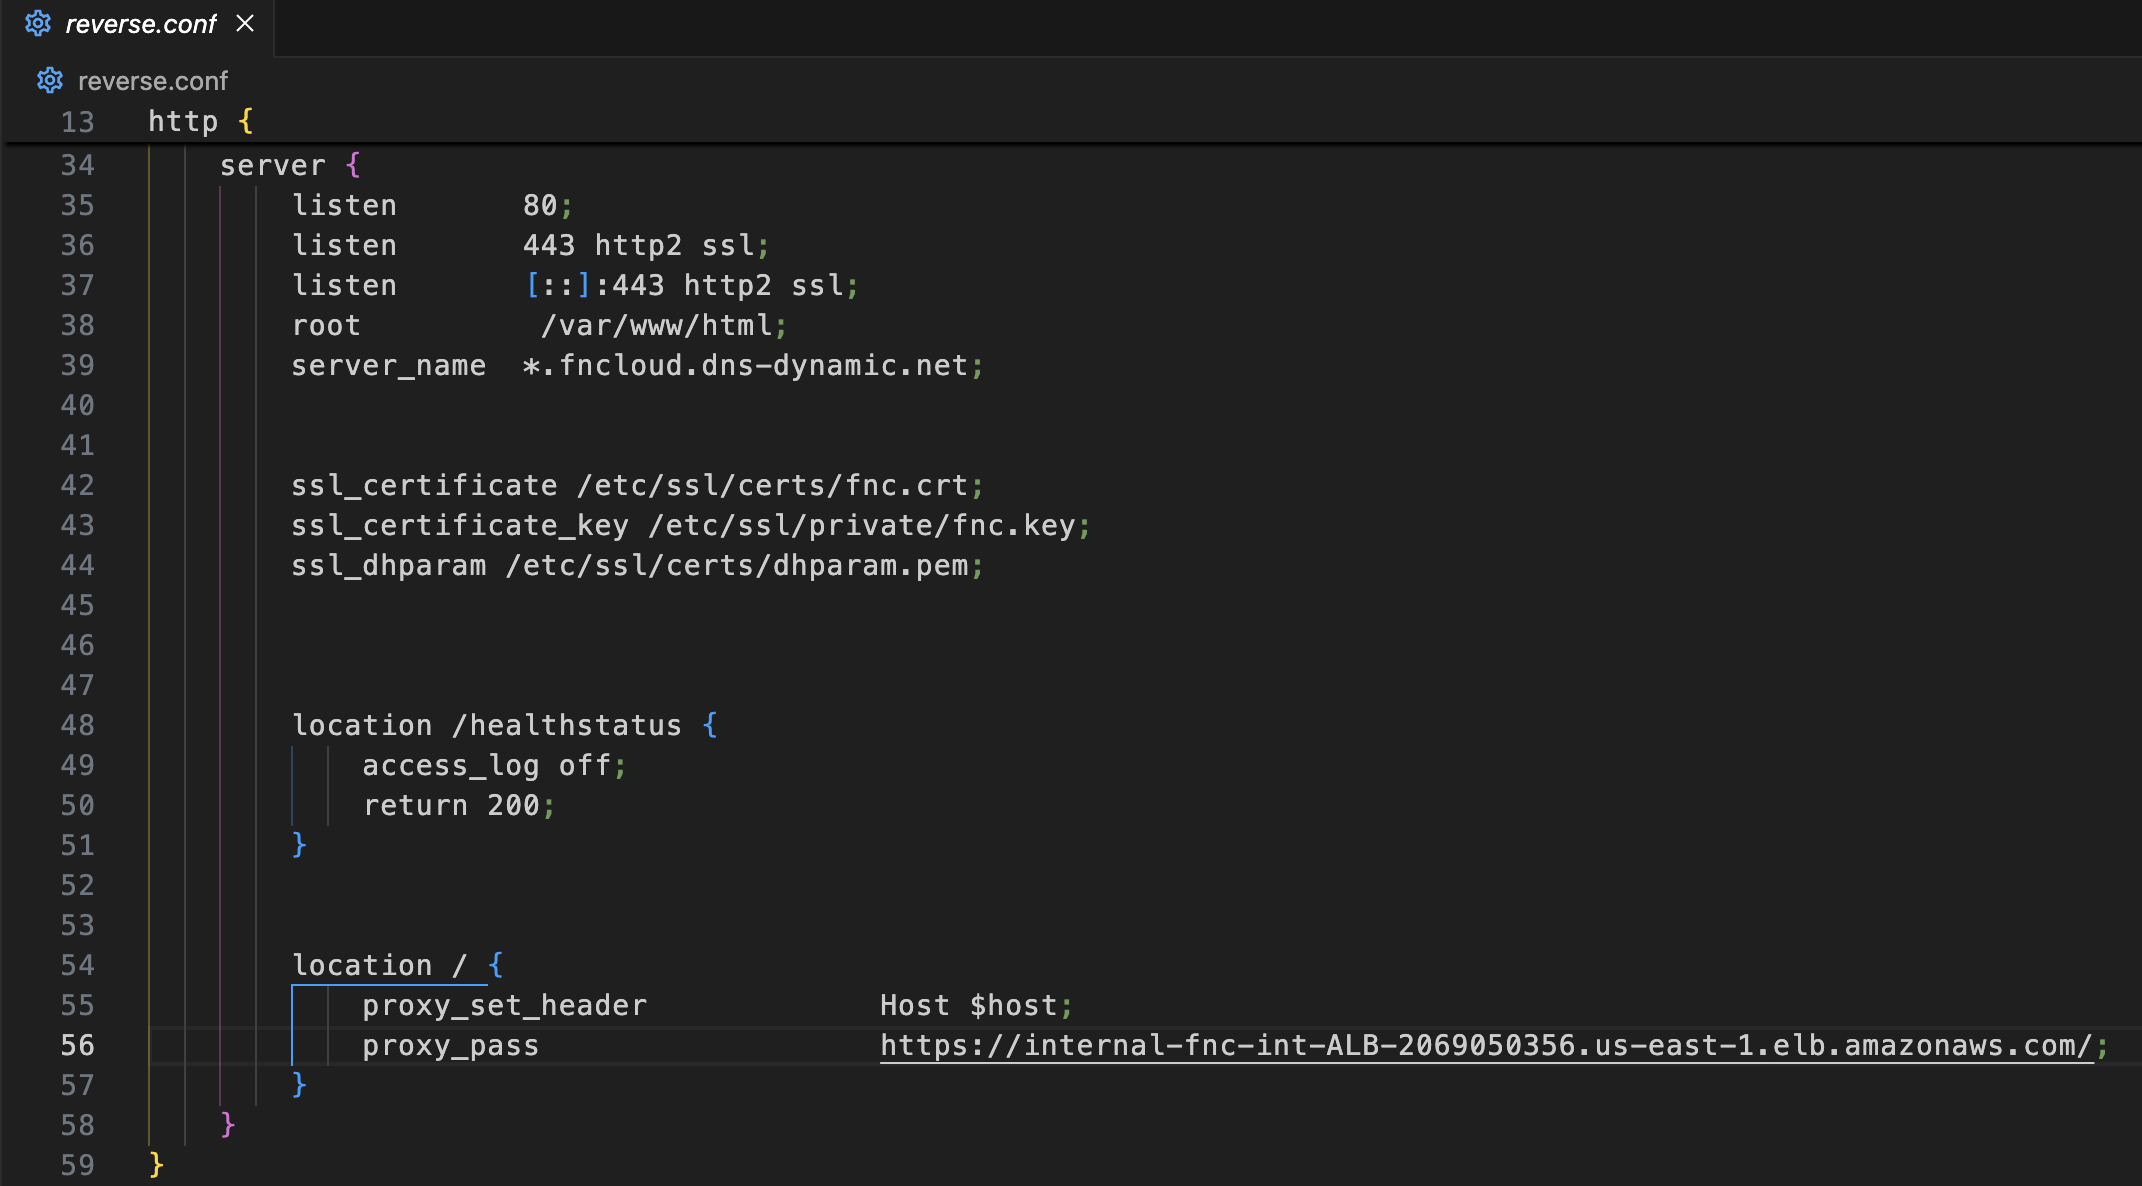 reverse.conf
reverse.conf
13 http {
34 server {
35 listen 80;
36 listen 443 http2 ssl;
37 listen [::]:443 http2 ssl;
38 root /var/www/html;
39 server_name *.fncloud.dns-dynamic.net;
40
41
42 ssl_certificate /etc/ssl/certs/fnc.crt;
43 ssl_certificate_key /etc/ssl/private/fnc.key;
44 ssl_dhparam /etc/ssl/certs/dhparam.pem;
45
46
47
48 location /healthstatus {
49 access_log off;
50 return 200;
51 }
52
53
54 location / {
55 proxy_set_header Host $host;
56 proxy_pass https://internal-fnc-int-ALB-2069050356.us-east-1.elb.amazonaws.com/;
57 }
58 }
59 }